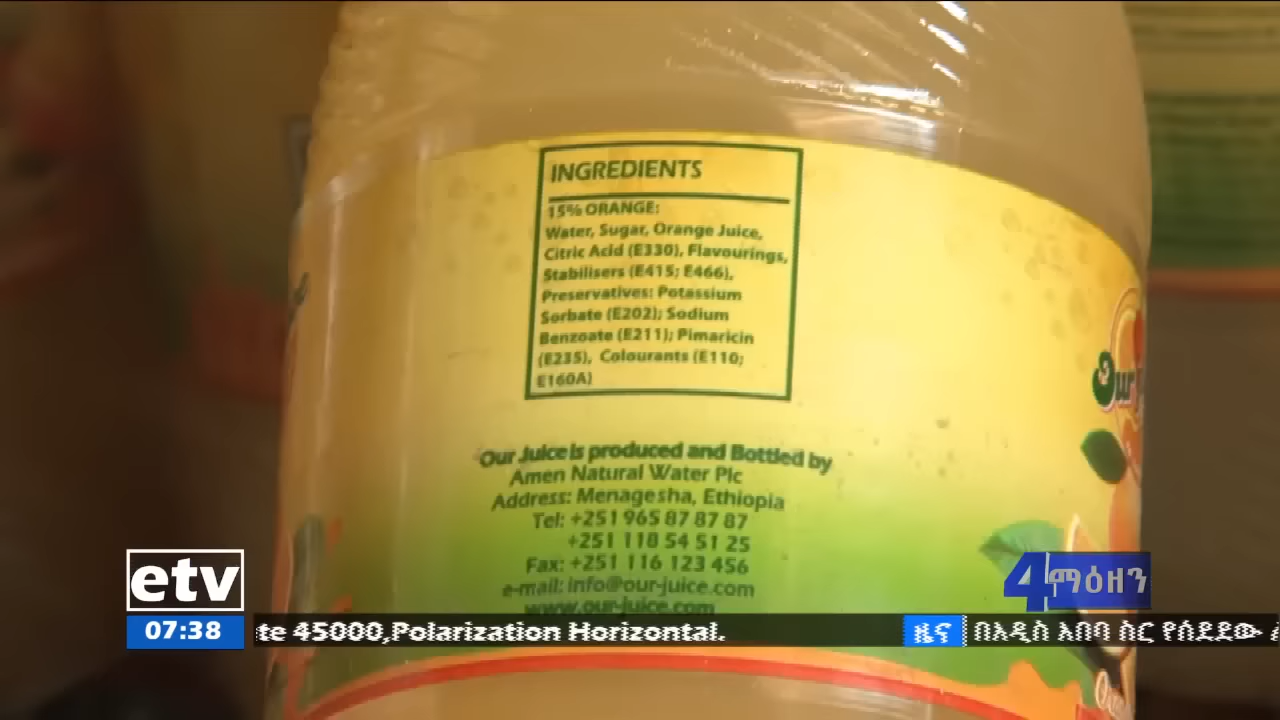 INGREDIENTS
15% ORANGE:
Water, Sugar, Orange Juice,
Citric Acid (E330), Flavourings,
Stabilisers (E415; E466),
Preservatives: Potassium
Sorbate (E202); Sodium
Benzoate (E211); Pimaricin
(E235), Colourants (E110;
E160A)
Our Juice is produced and Bottled by
Amen Natural Water Plc
Address: Menagesha, Ethiopia
Tel: +251 965 87 87 87
+251 118 54 51 25
Fax: +251 116 123 456
e-mail: info@our-juice.com
www.our-juice.com
Our
etv
4ማዕዘን
07:38
te 45000,Polarization Horizontal.
ዜና
በአዲስ አበባ ስር የሰደደው